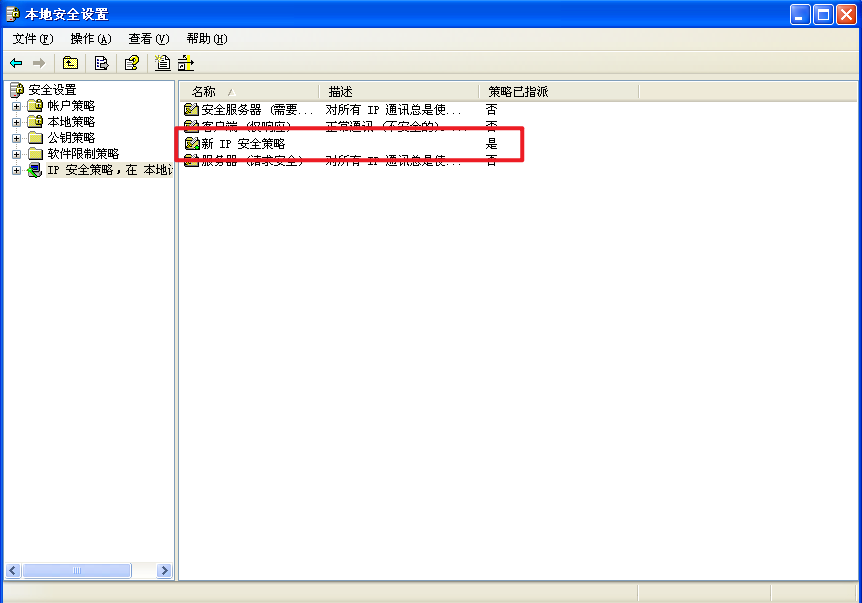 本地安全设置
文件(F) 操作(A) 查看(V) 帮助(H)
安全设置
帐户策略
本地策略
公钥策略
软件限制策略
IP 安全策略，在 本地计
名称 描述 策略已指派
安全服务器 (需要... 对所有 IP 通讯总是使... 否
客户端 (仅响应) 正常通讯 (不安全的)。... 否
新 IP 安全策略 是
服务器 (请求安全) 对所有 IP 通讯总是使... 否